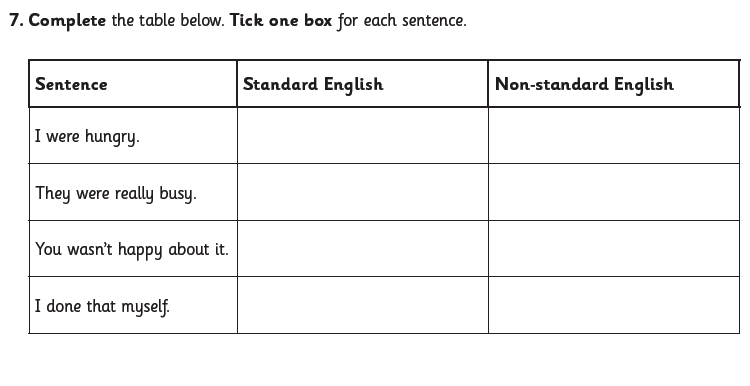 7. Complete the table below. Tick one box for each sentence.
Sentence Standard English Non-standard English
I were hungry.
They were really busy.
You wasn't happy about it.
I done that myself.